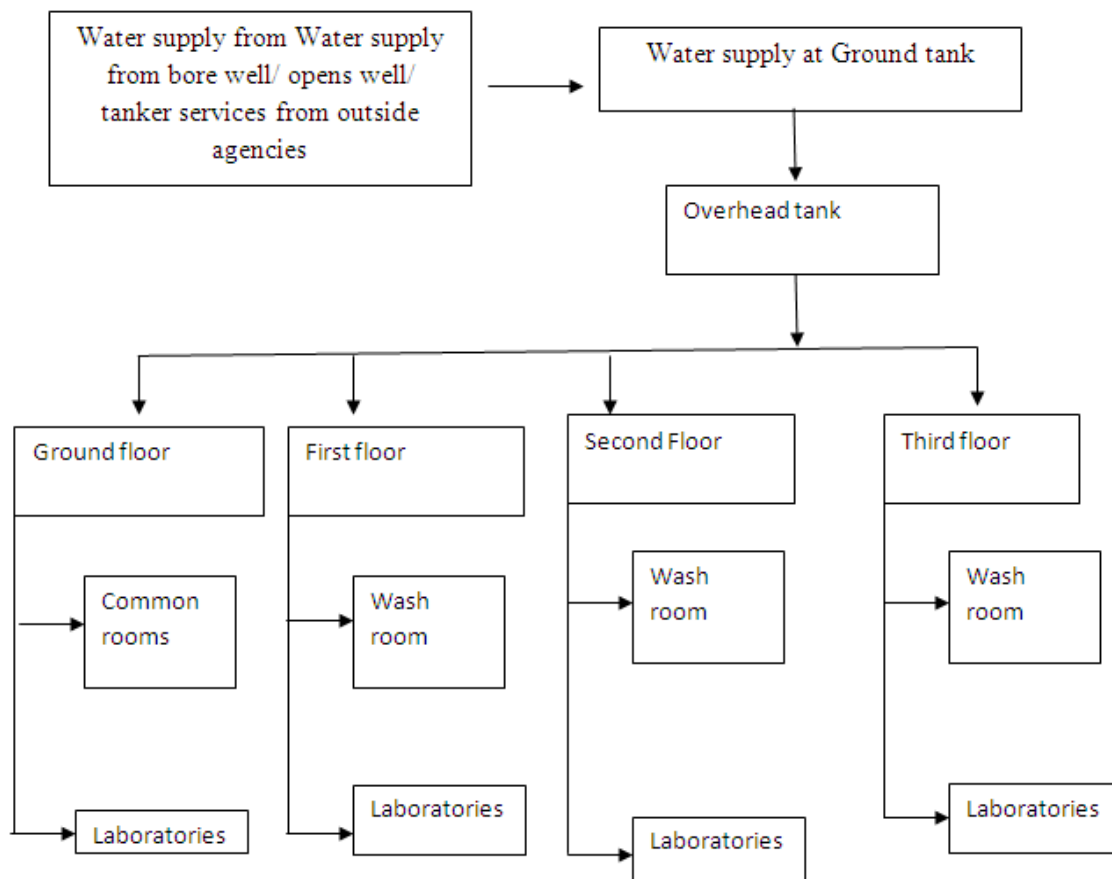 Water supply from Water supply
from bore well/ opens well/
tanker services from outside
agencies
Water supply at Ground tank
Overhead tank
Ground floor
First floor
Second Floor
Third floor
Common
rooms
Wash
room
Wash
room
Wash
room
Laboratories
Laboratories
Laboratories
Laboratories